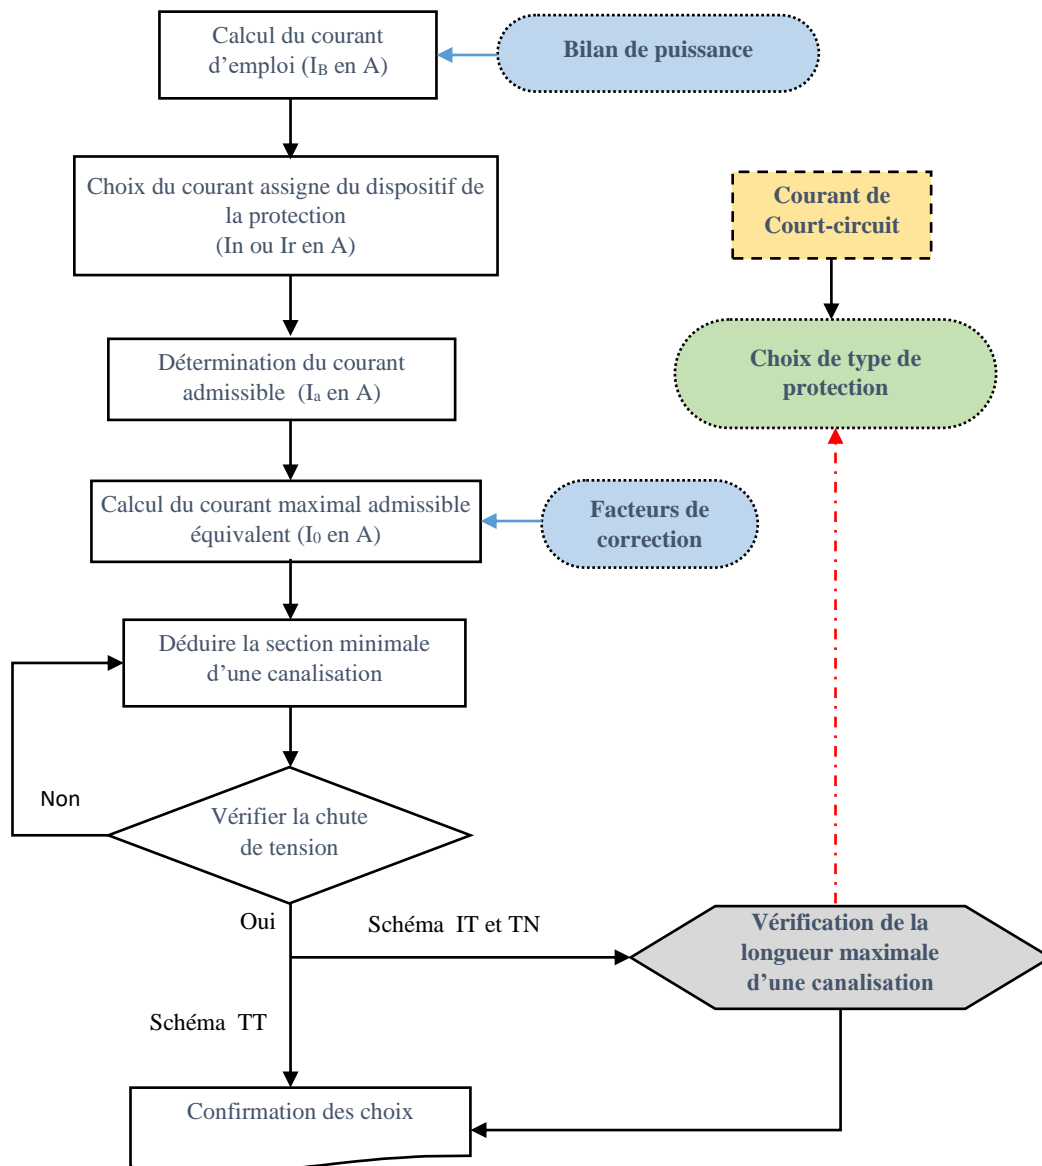 Calcul du courant
d’emploi (IB en A)
Bilan de puissance
Choix du courant assigne du dispositif de
la protection
(In ou Ir en A)
Courant de
Court-circuit
Détermination du courant
admissible (Ia en A)
Choix de type de
protection
Calcul du courant maximal admissible
équivalent (I0 en A)
Facteurs de
correction
Déduire la section minimale
d’une canalisation
Non
Vérifier la chute
de tension
Oui
Schéma IT et TN
Vérification de la
longueur maximale
d’une canalisation
Schéma TT
Confirmation des choix